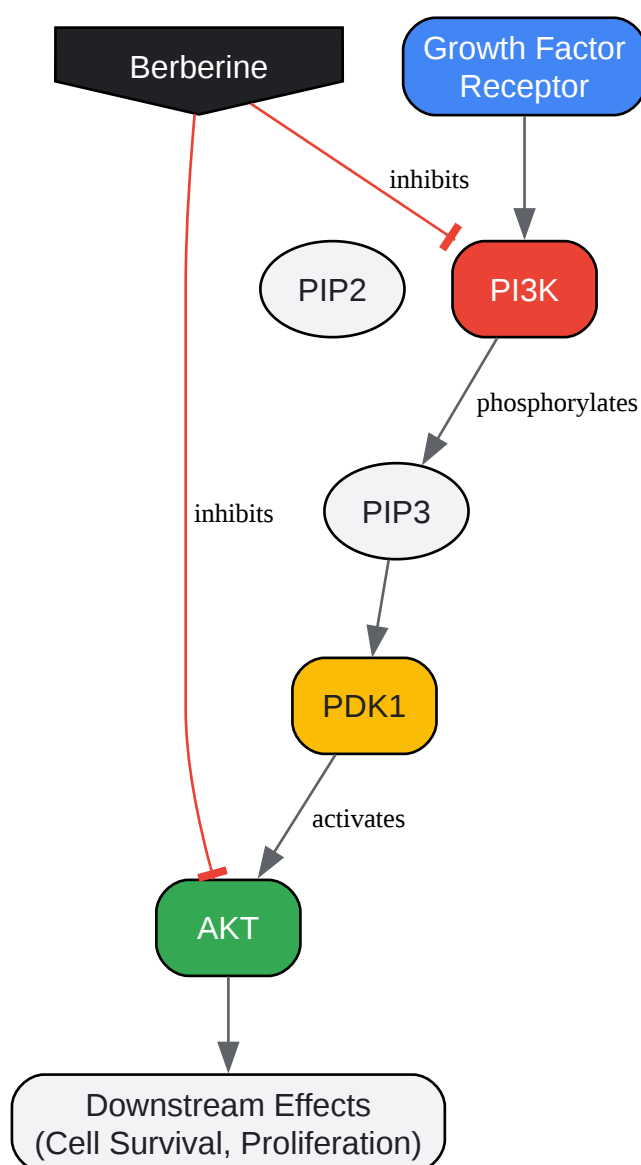 Berberine
Growth Factor
Receptor
inhibits
PIP2
PI3K
phosphorylates
PIP3
inhibits
PDK1
activates
AKT
Downstream Effects
(Cell Survival, Proliferation)